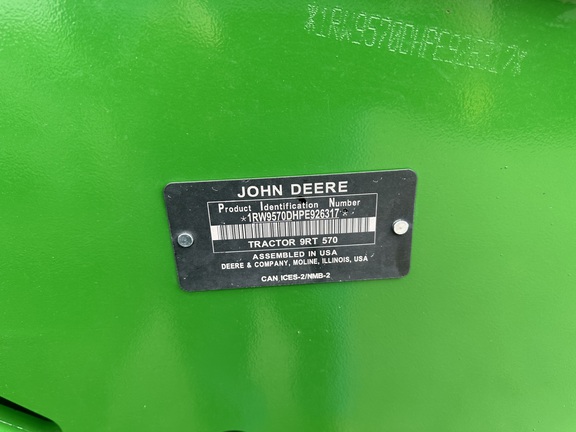 *1RW9570DHPE926317*
JOHN DEERE
Product Identification Number
*1RW9570DHPE926317*
TRACTOR 9RT 570
ASSEMBLED IN USA
DEERE & COMPANY, MOLINE, ILLINOIS, USA
CAN ICES-2/NMB-2